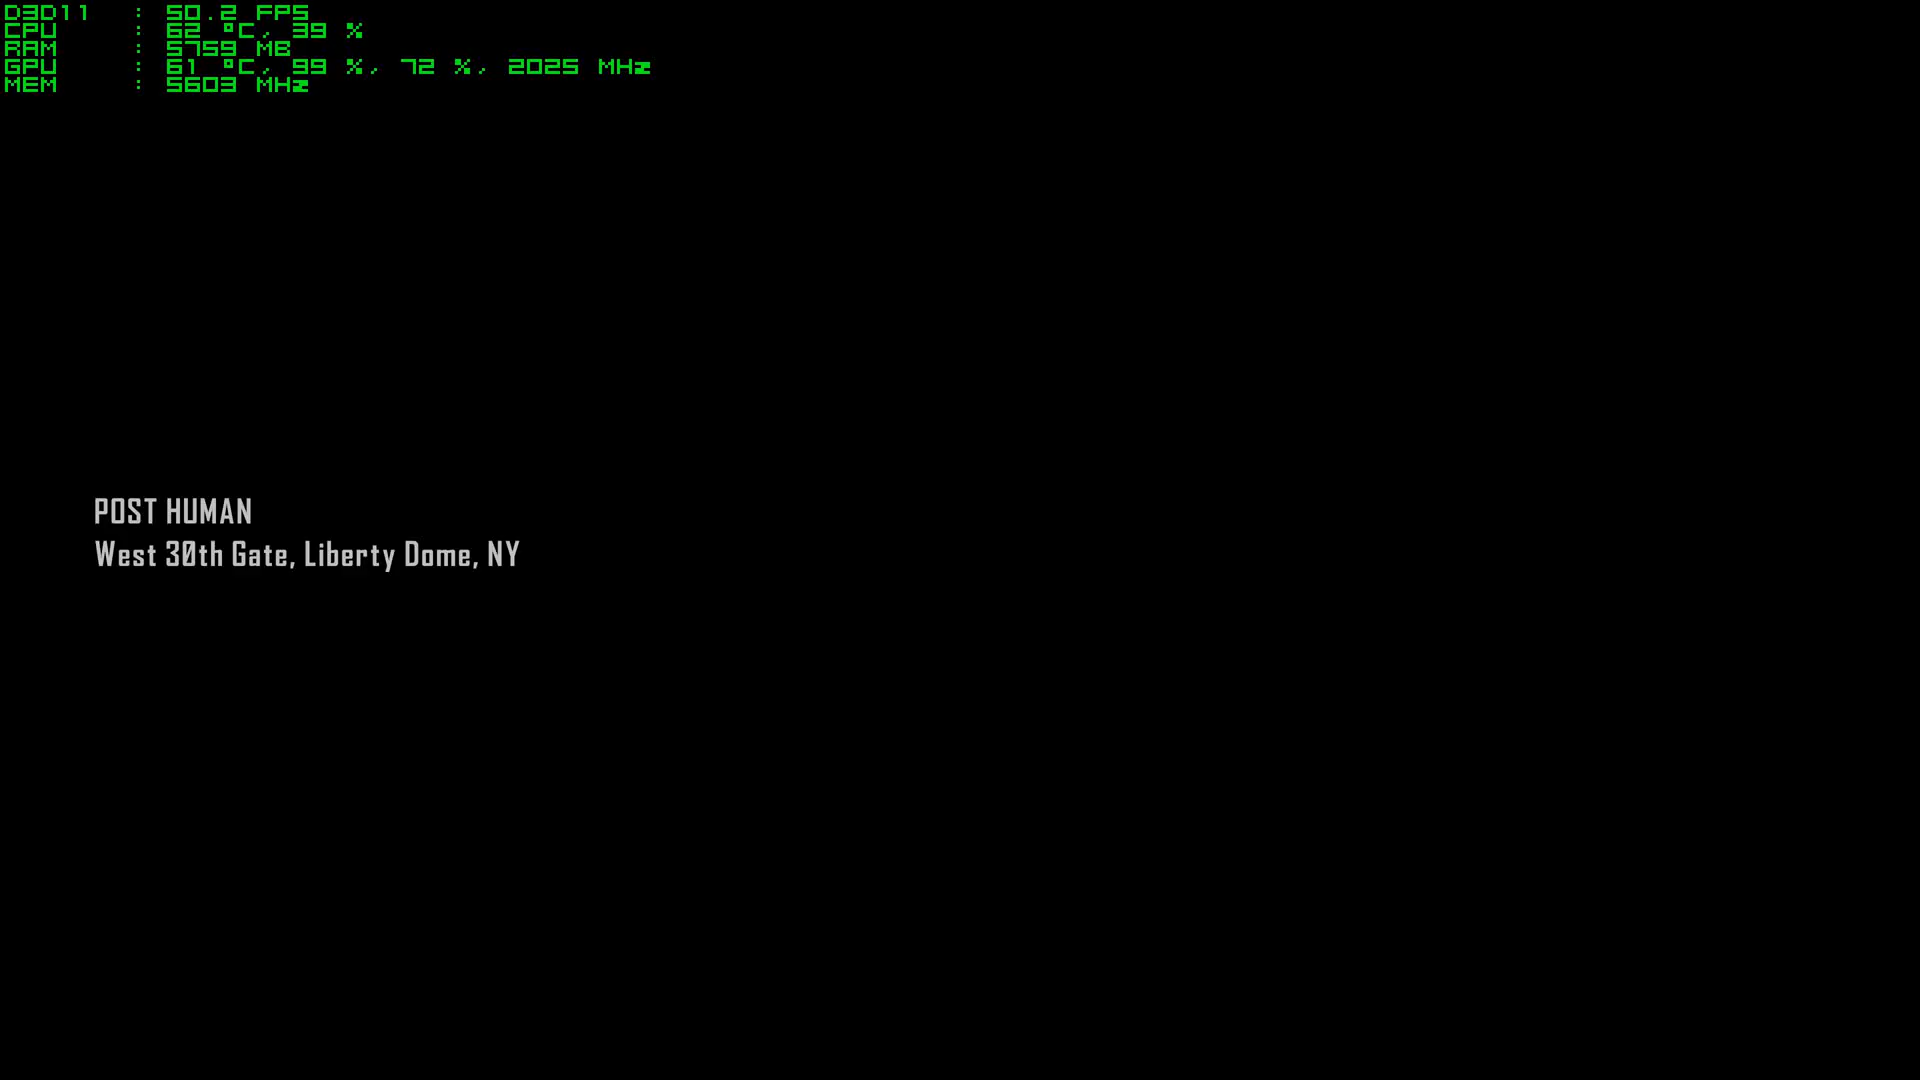 D3D11 : 50.2 FPS
CPU : 62 °C, 39 %
RAM : 5759 MB
GPU : 61 °C, 99 %, 72 %, 2025 MHz
MEM : 5603 MHz
POST HUMAN
West 30th Gate, Liberty Dome, NY